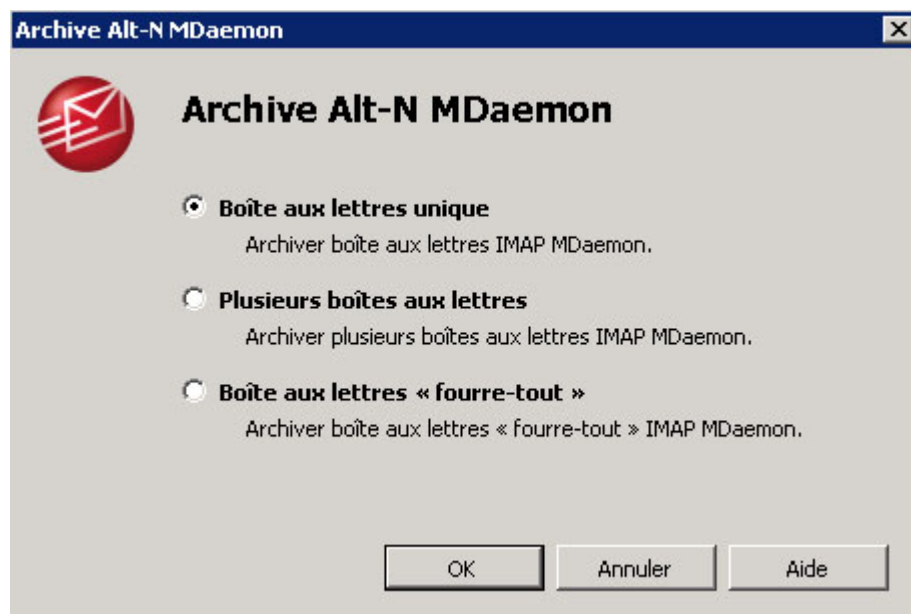 Archive Alt-N MDaemon
Archive Alt-N MDaemon
Boîte aux lettres unique
Archiver boîte aux lettres IMAP MDaemon.
Plusieurs boîtes aux lettres
Archiver plusieurs boîtes aux lettres IMAP MDaemon.
Boîte aux lettres « fourre-tout »
Archiver boîte aux lettres « fourre-tout » IMAP MDaemon.
OK Annuler Aide